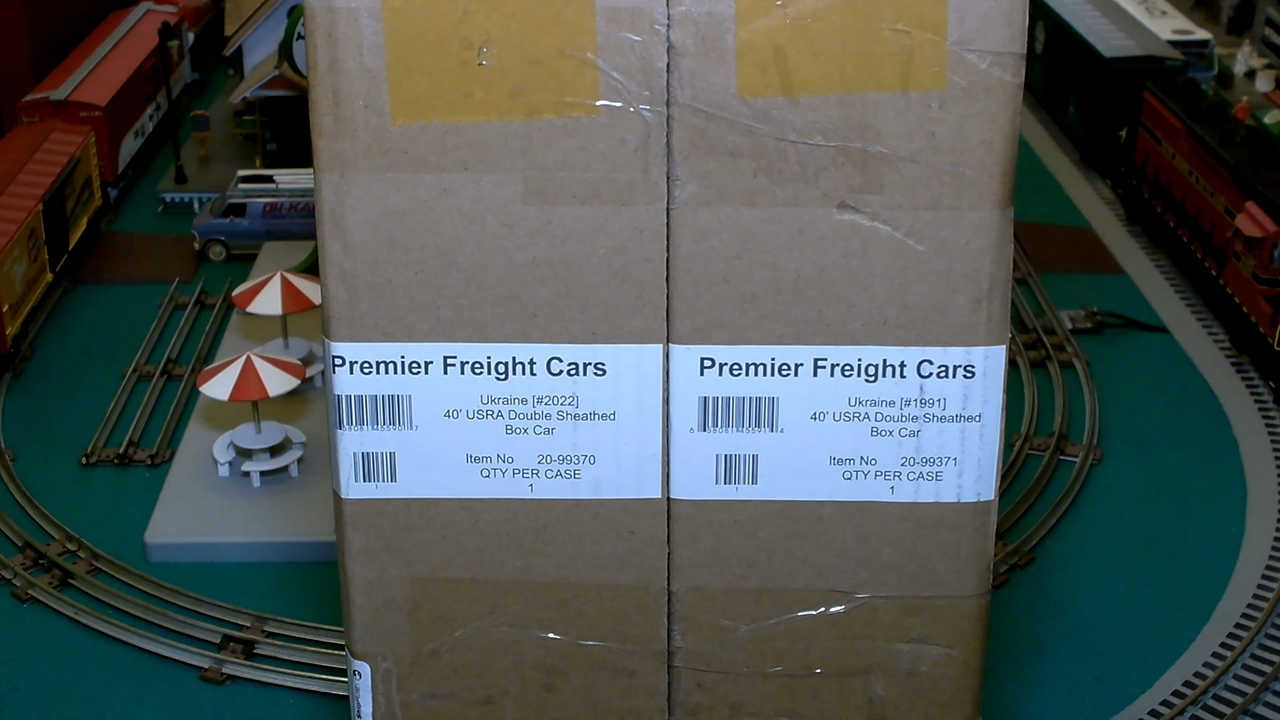 Premier Freight Cars
Ukraine [#2022]
40' USRA Double Sheathed
Box Car
Item No 20-99370
QTY PER CASE
1
Premier Freight Cars
Ukraine [#1991]
40' USRA Double Sheathed
Box Car
Item No 20-99371
QTY PER CASE
1